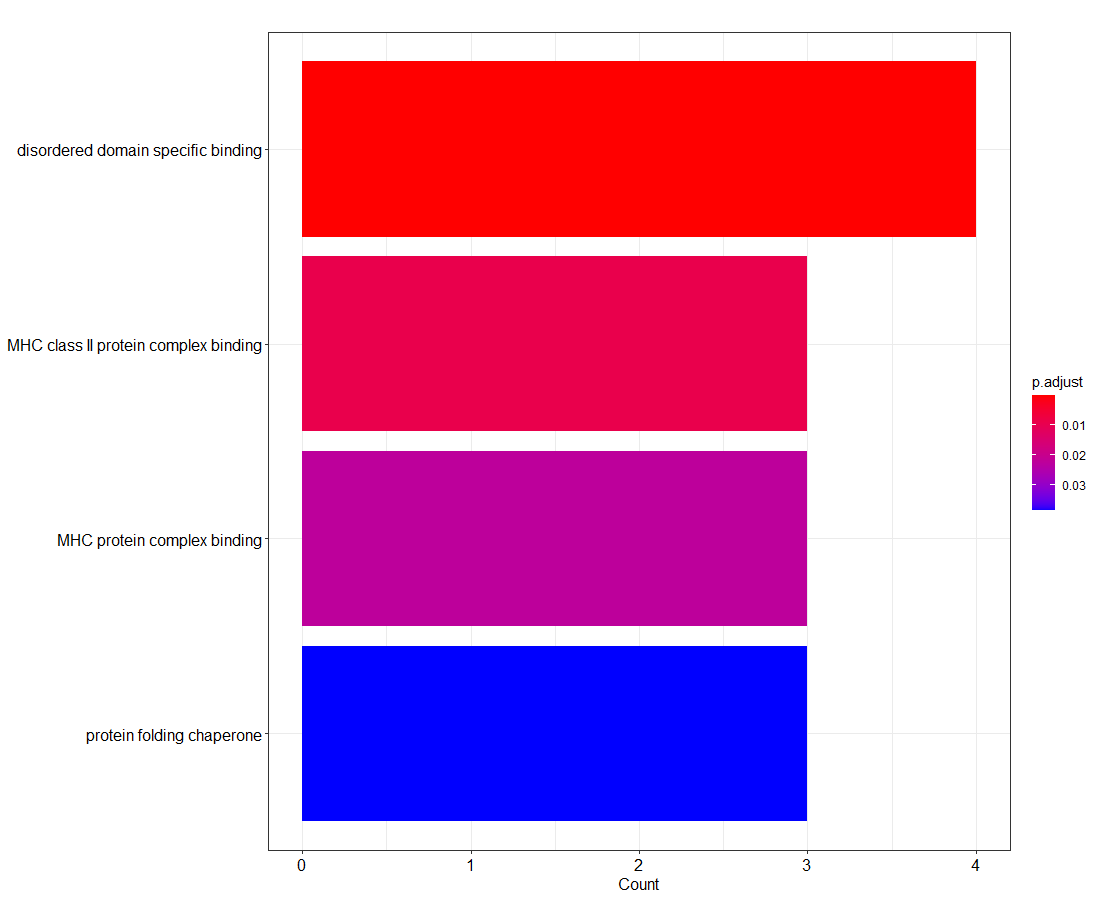 disordered domain specific binding
MHC class II protein complex binding
MHC protein complex binding
protein folding chaperone
0 1 2 3 4
Count
p.adjust
0.01
0.02
0.03